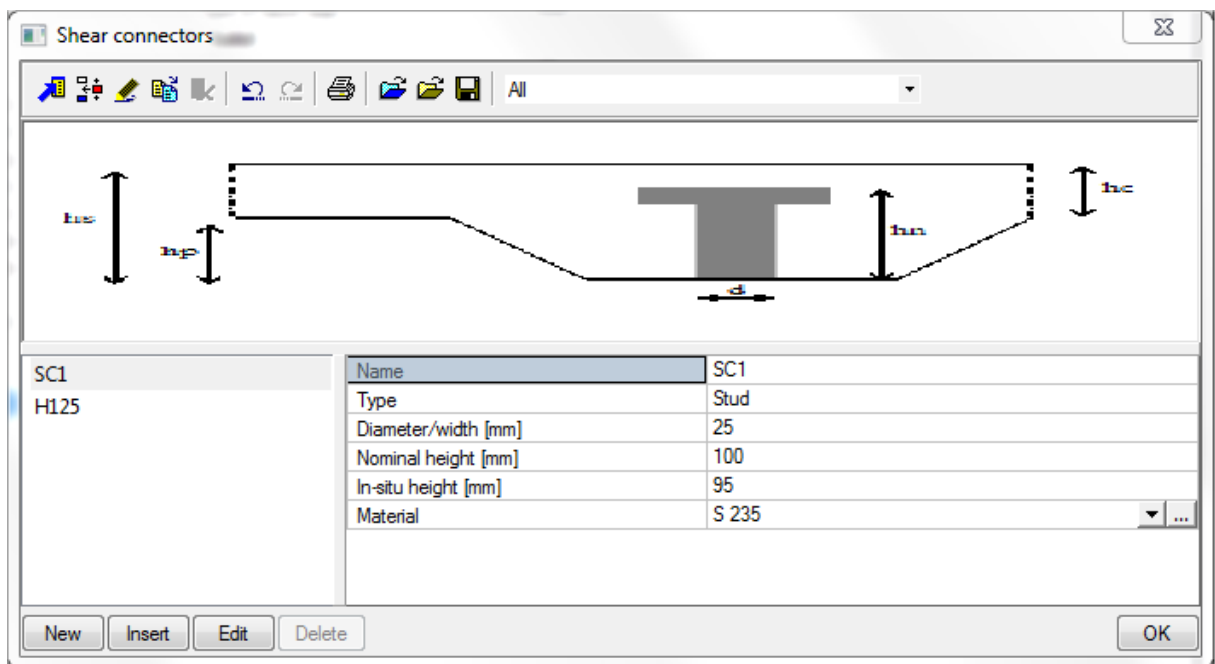 Shear connectors
All
hs
hp
hn
hc
d
SC1
H125
Name SC1
Type Stud
Diameter/width [mm] 25
Nominal height [mm] 100
In-situ height [mm] 95
Material S 235 ...
New Insert Edit Delete OK